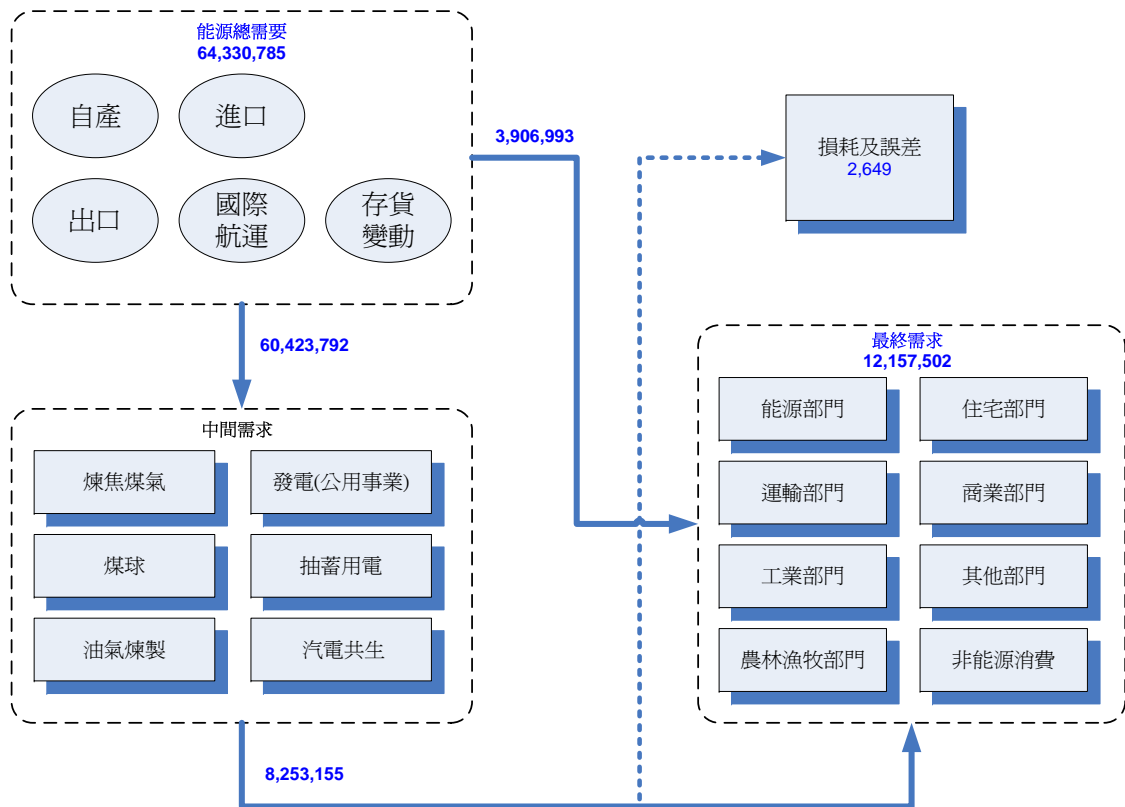 能源總需要
64,330,785
自產
進口
出口
國際
航運
存貨
變動
3,906,993
損耗及誤差
2,649
60,423,792
中間需求
煉焦煤氣
發電(公用事業)
煤球
抽蓄用電
油氣煉製
汽電共生
最終需求
12,157,502
能源部門
住宅部門
運輸部門
商業部門
工業部門
其他部門
農林漁牧部門
非能源消費
8,253,155